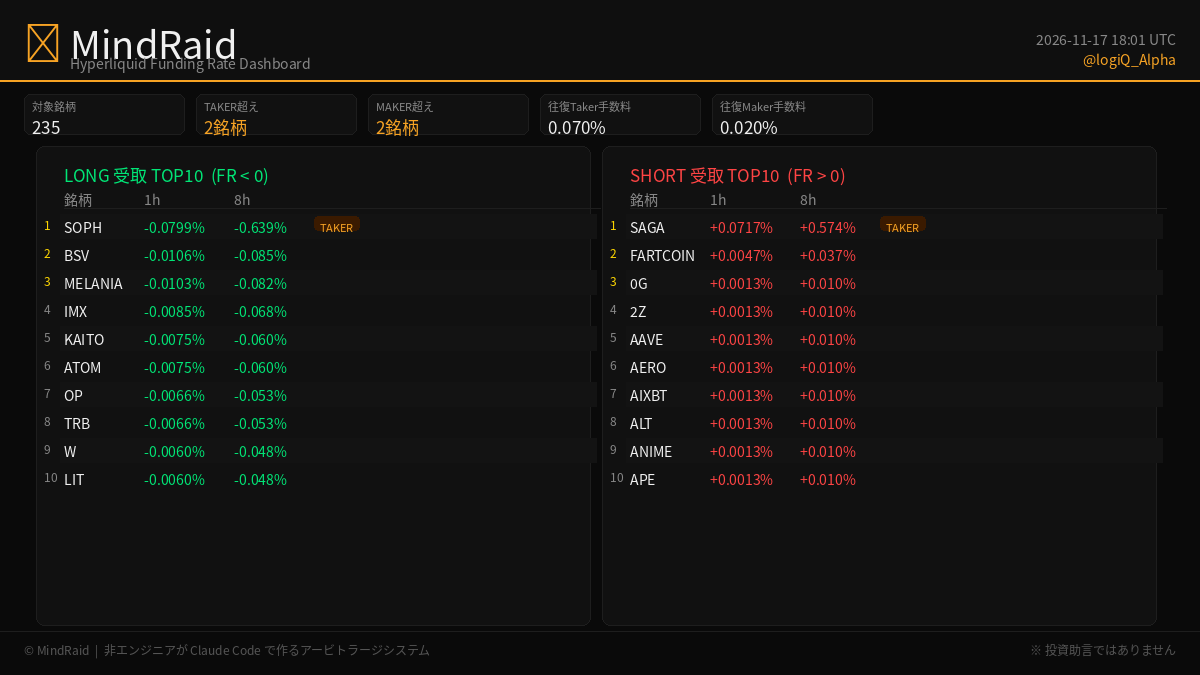 MindRaid
Hyperliquid Funding Rate Dashboard
2026-11-17 18:01 UTC
@logiQ_Alpha
対象銘柄
235
TAKER超え
2銘柄
MAKER超え
2銘柄
往復Taker手数料
0.070%
往復Maker手数料
0.020%
LONG 受取 TOP10 (FR < 0)
銘柄 1h 8h
1 SOPH -0.0799% -0.639% TAKER
2 BSV -0.0106% -0.085%
3 MELANIA -0.0103% -0.082%
4 IMX -0.0085% -0.068%
5 KAITO -0.0075% -0.060%
6 ATOM -0.0075% -0.060%
7 OP -0.0066% -0.053%
8 TRB -0.0066% -0.053%
9 W -0.0060% -0.048%
10 LIT -0.0060% -0.048%
SHORT 受取 TOP10 (FR > 0)
銘柄 1h 8h
1 SAGA +0.0717% +0.574% TAKER
2 FARTCOIN +0.0047% +0.037%
3 0G +0.0013% +0.010%
4 2Z +0.0013% +0.010%
5 AAVE +0.0013% +0.010%
6 AERO +0.0013% +0.010%
7 AIXBT +0.0013% +0.010%
8 ALT +0.0013% +0.010%
9 ANIME +0.0013% +0.010%
10 APE +0.0013% +0.010%
© MindRaid | 非エンジニアが Claude Code で作るアービトラージシステム
※ 投資助言ではありません